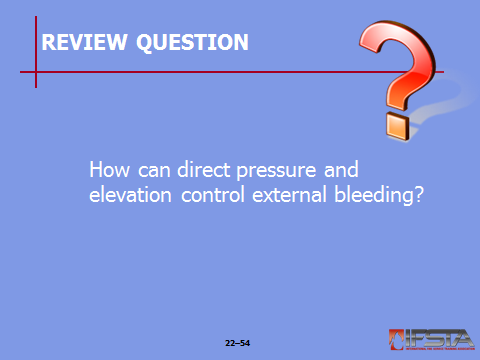 REVIEW QUESTION
How can direct pressure and
elevation control external bleeding?
22–54
IFSTA